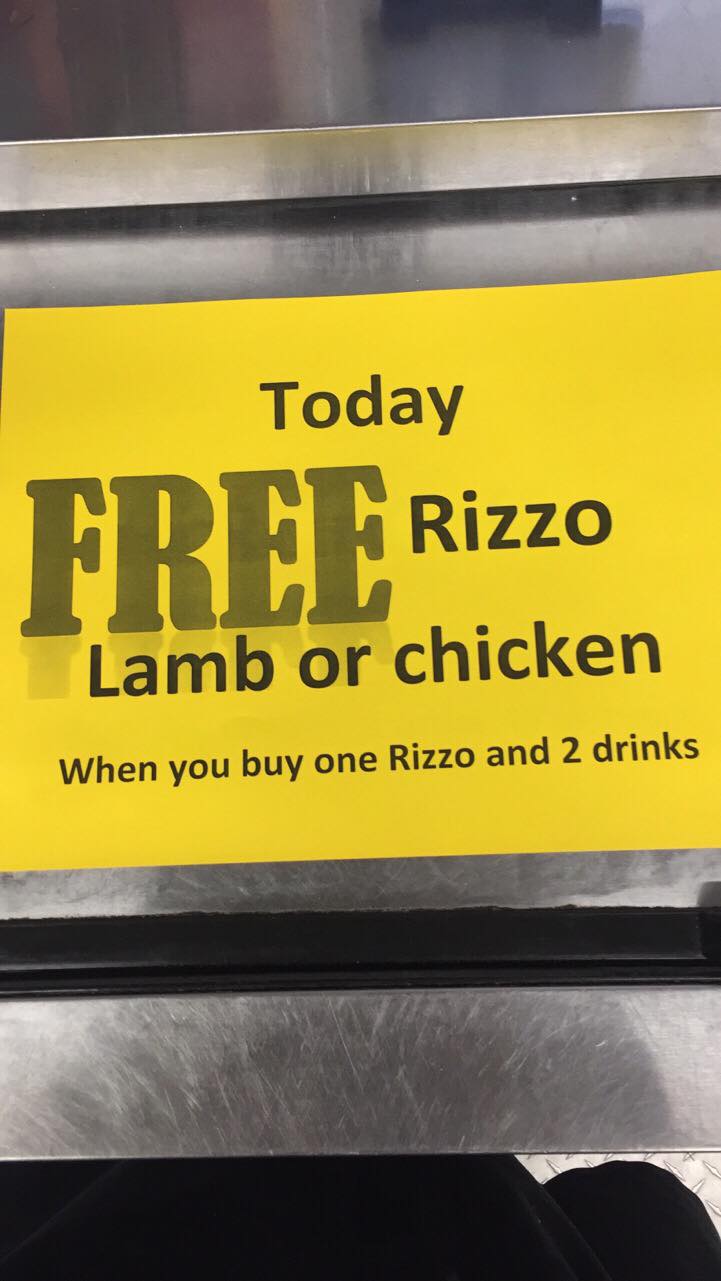 Today
FREE Rizzo
Lamb or chicken
When you buy one Rizzo and 2 drinks